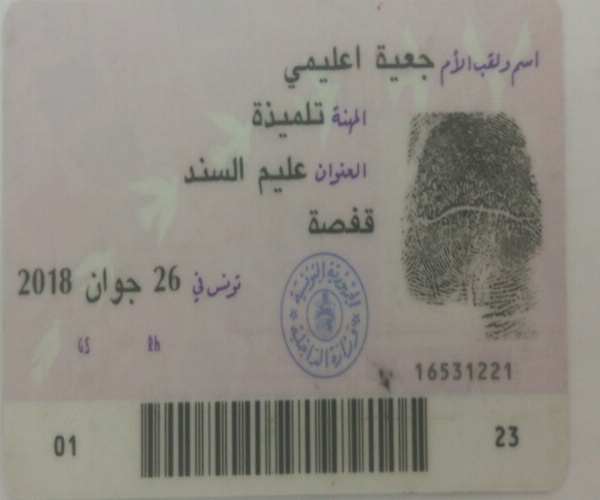 اسم ولقب الأم جمعية اعليمي
المهنة تلميذة
العنوان عليم السند
قفصة
تونس في 26 جوان 2018
GS Rh
الجمهورية التونسية
وزارة الداخلية
16531221
01 23